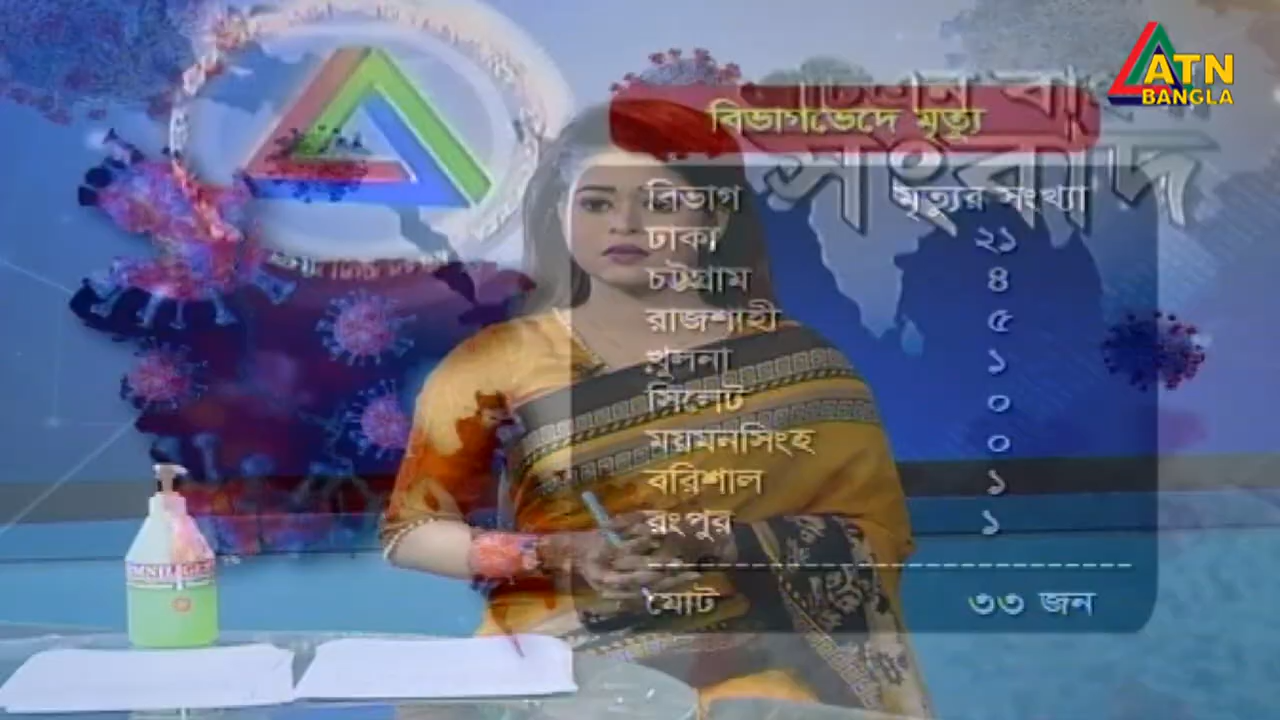 ATN
BANGLA
বিভাগভেদে মৃত্যু
সংবাদ
বিভাগ মৃত্যুর সংখ্যা
ঢাকা ২১
চট্টগ্রাম ৪
রাজশাহী ৫
খুলনা ১
সিলেট ০
ময়মনসিংহ ০
বরিশাল ১
রংপুর ১
মোট ৩৩ জন